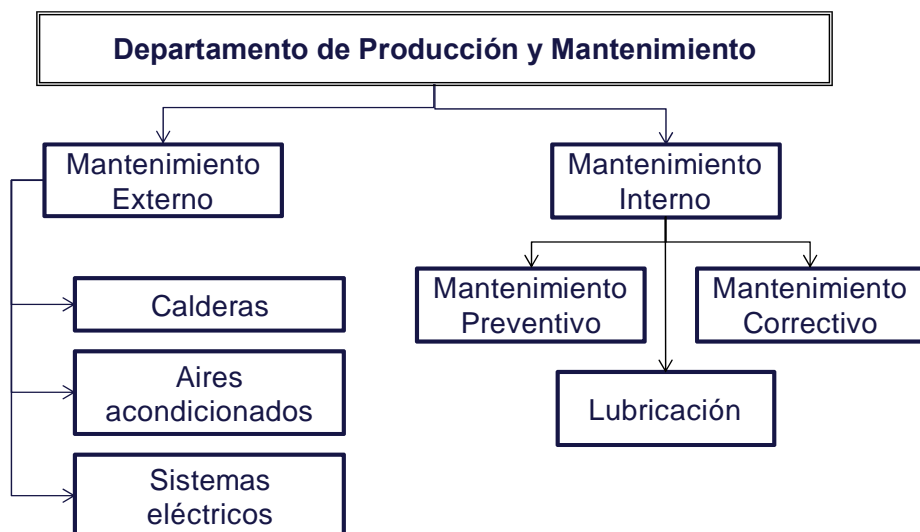 Departamento de Producción y Mantenimiento
Mantenimiento
Externo
Mantenimiento
Interno
Calderas
Aires
acondicionados
Sistemas
eléctricos
Mantenimiento
Preventivo
Mantenimiento
Correctivo
Lubricación